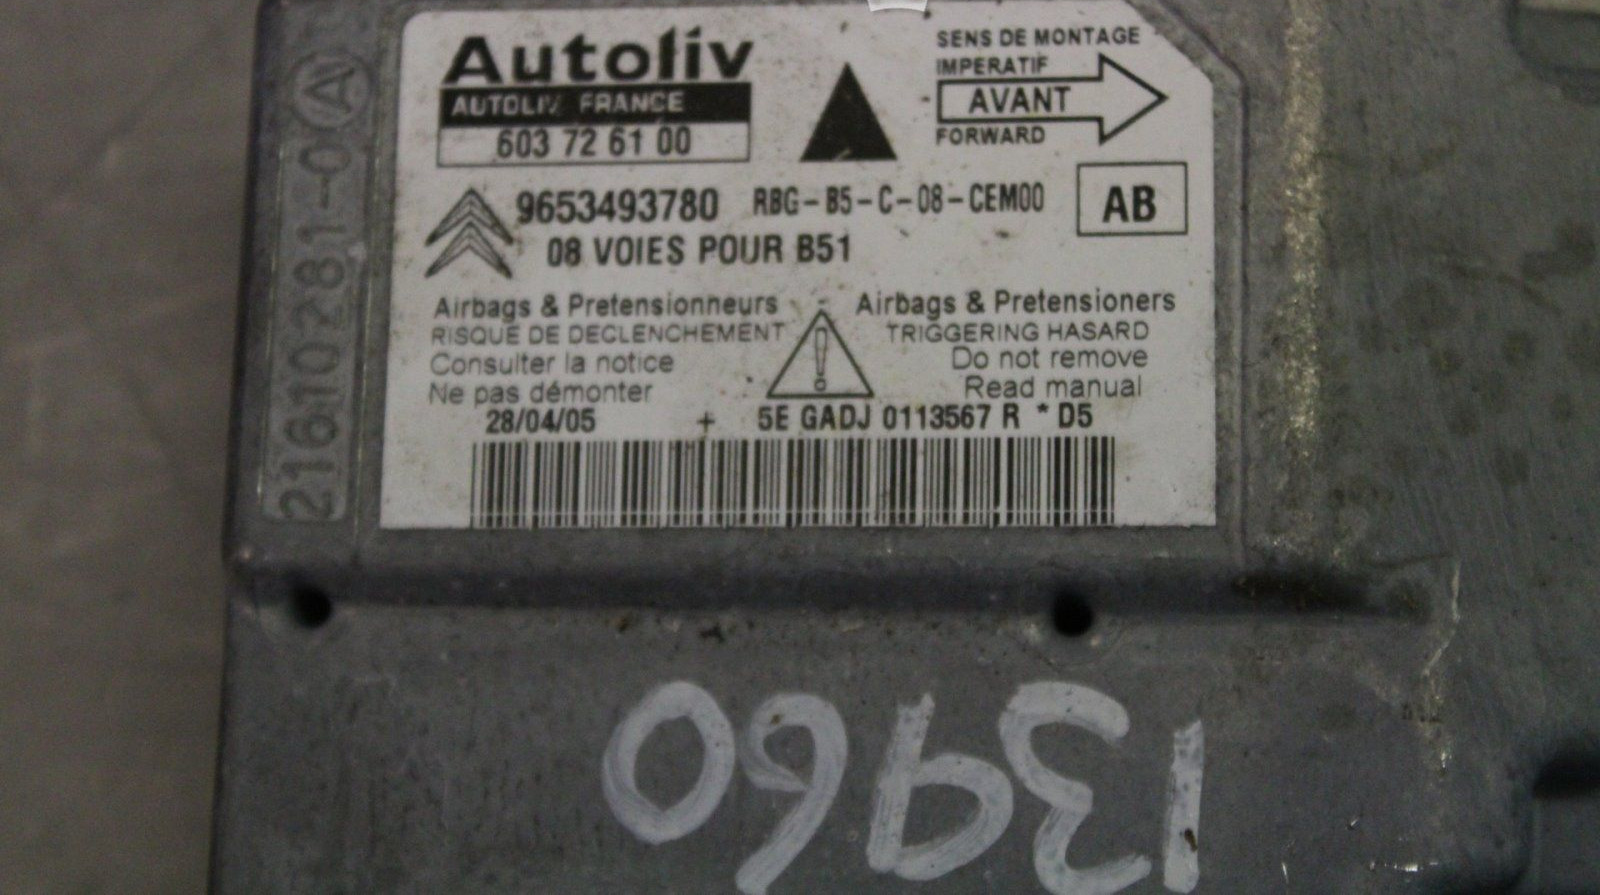 Autoliv
AUTOLIV FRANCE
603 72 61 00
SENS DE MONTAGE
IMPERATIF
AVANT
FORWARD
9653493780 RBG-B5-C-08-CEM00
AB
08 VOIES POUR B51
Airbags & Pretensionneurs - Airbags & Pretensioners
RISQUE DE DECLENCHEMENT TRIGGERING HASARD
Consulter la notice Do not remove
Ne pas démonter Read manual
28/04/05 + 5E GADJ 0113567 R * D5
21610281-0 A
13960